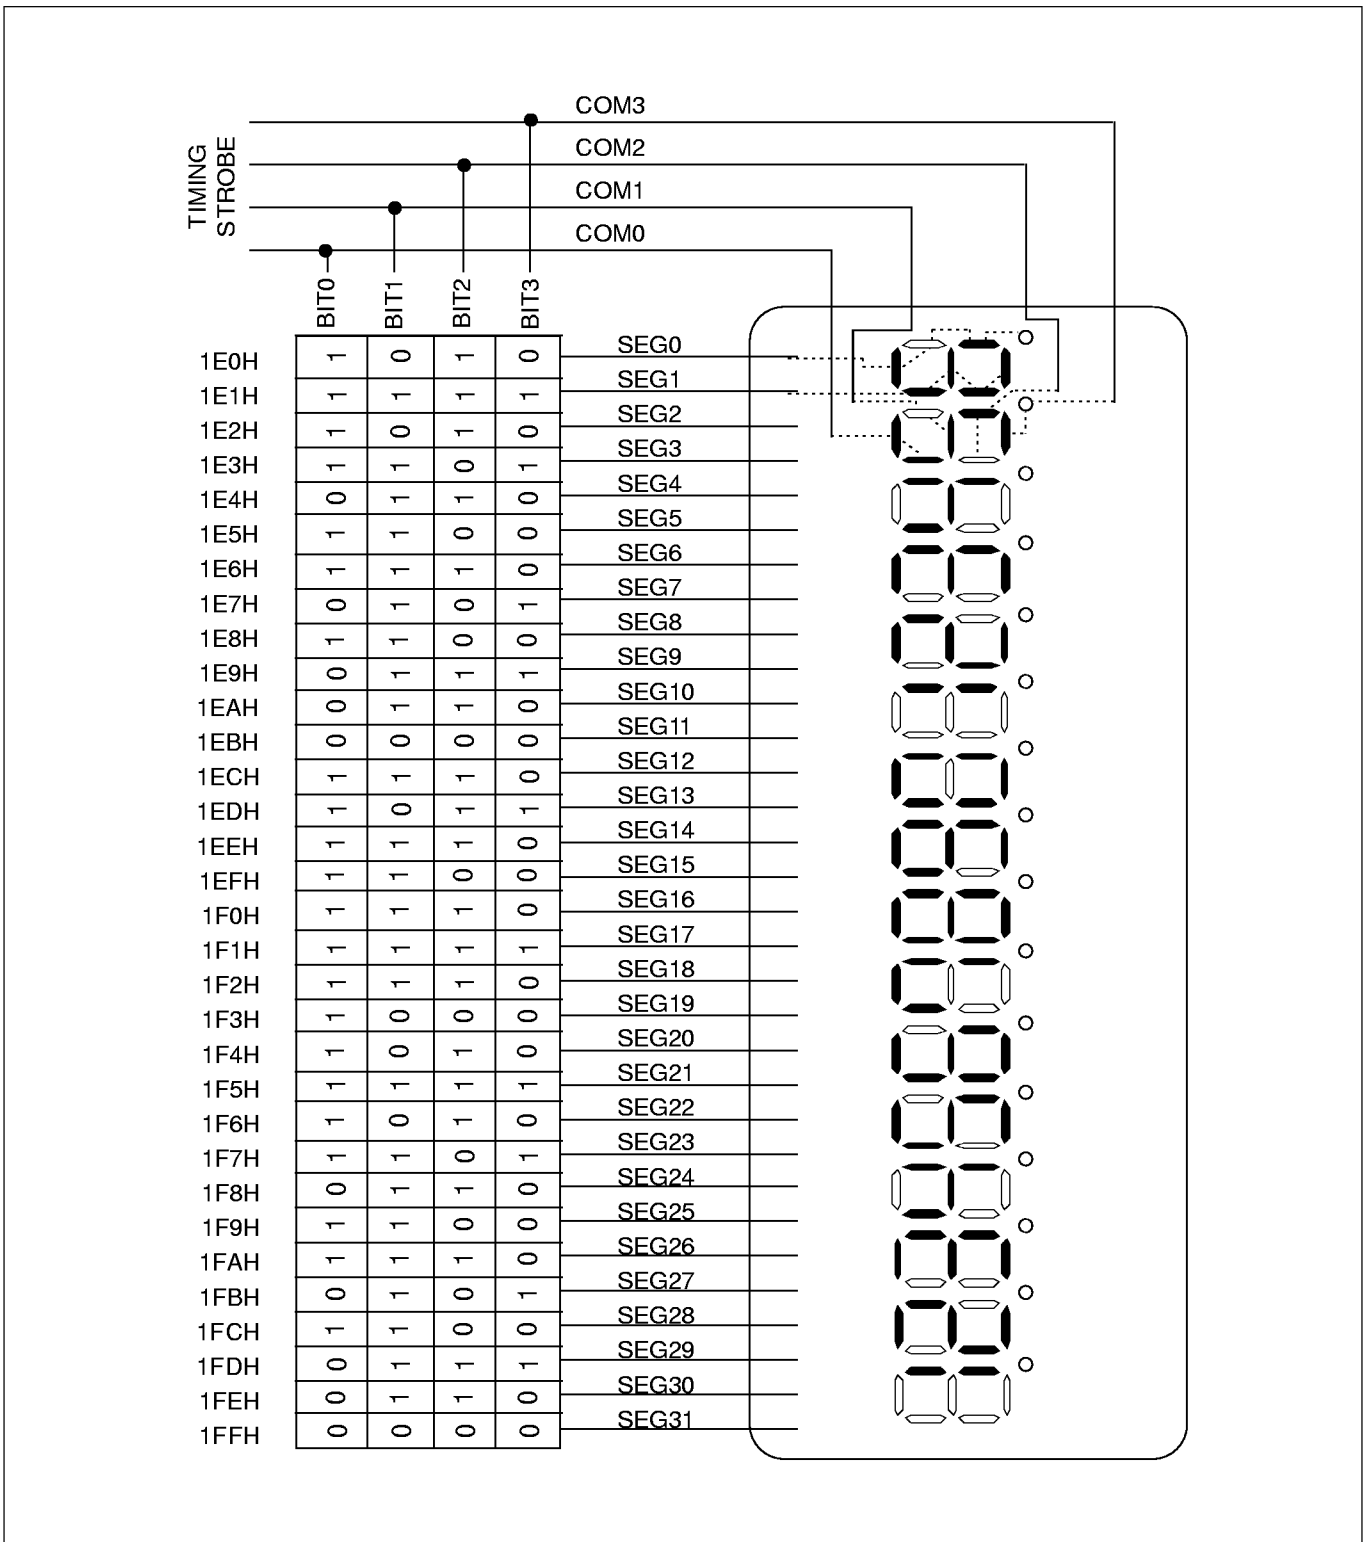 COM3
COM2
COM1
COM0
TIMING
STROBE
BIT0 BIT1 BIT2 BIT3
1E0H 1 0 1 0 SEG0
1E1H 1 1 1 1 SEG1
1E2H 1 0 1 0 SEG2
1E3H 1 1 0 1 SEG3
1E4H 0 1 1 0 SEG4
1E5H 1 1 0 0 SEG5
1E6H 1 1 1 0 SEG6
1E7H 0 1 0 1 SEG7
1E8H 1 1 0 0 SEG8
1E9H 0 1 1 1 SEG9
1EAH 0 1 1 0 SEG10
1EBH 0 0 0 0 SEG11
1ECH 1 1 1 0 SEG12
1EDH 1 0 1 1 SEG13
1EEH 1 1 1 0 SEG14
1EFH 1 1 0 0 SEG15
1F0H 1 1 1 0 SEG16
1F1H 1 1 1 1 SEG17
1F2H 1 1 1 0 SEG18
1F3H 1 0 0 0 SEG19
1F4H 1 0 1 0 SEG20
1F5H 1 1 1 1 SEG21
1F6H 1 0 1 0 SEG22
1F7H 1 1 0 1 SEG23
1F8H 0 1 1 0 SEG24
1F9H 1 1 0 0 SEG25
1FAH 1 1 1 0 SEG26
1FBH 0 1 0 1 SEG27
1FCH 1 1 0 0 SEG28
1FDH 0 1 1 1 SEG29
1FEH 0 1 1 0 SEG30
1FFH 0 0 0 0 SEG31